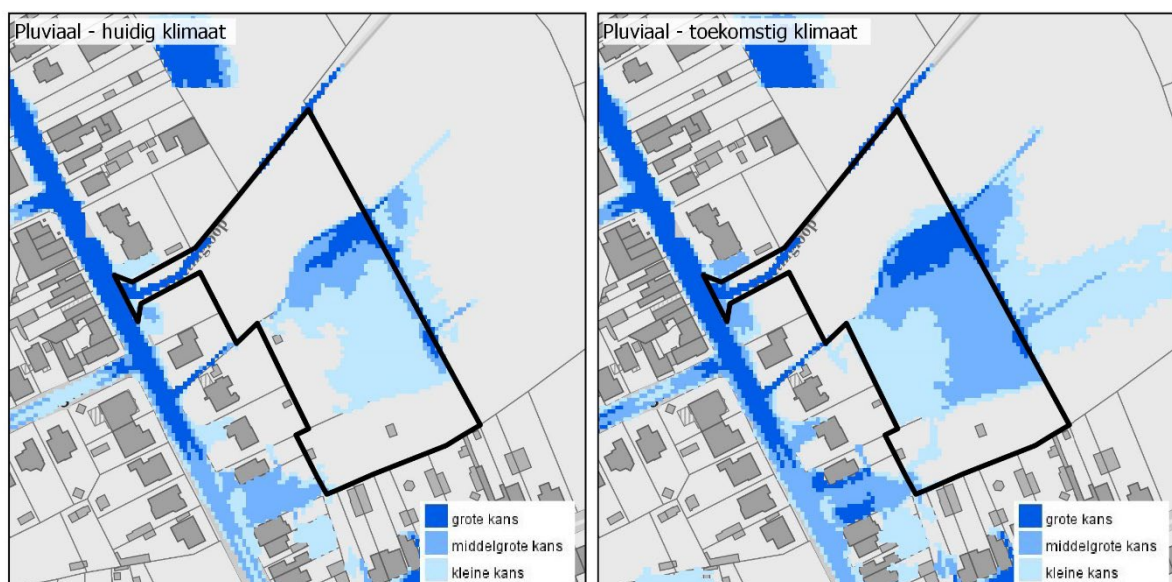 Pluviaal - huidig klimaat
grote kans
middelgrote kans
kleine kans
Pluviaal - toekomstig klimaat
grote kans
middelgrote kans
kleine kans